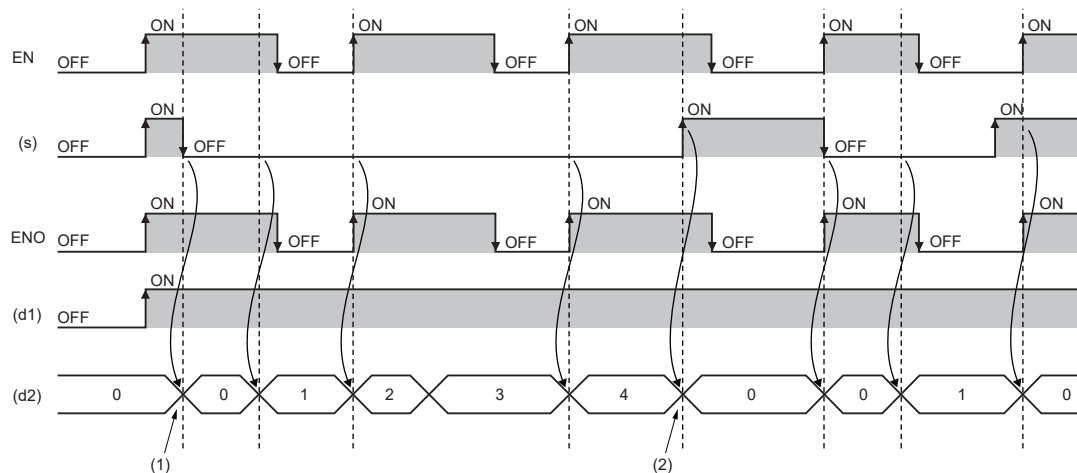 EN OFF ON OFF ON OFF ON OFF ON OFF ON
(s) OFF ON OFF ON OFF ON
ENO OFF ON OFF ON OFF ON OFF ON OFF ON
(d1) OFF ON
(d2) 0 0 1 2 3 4 0 0 1 0
(1) (2)